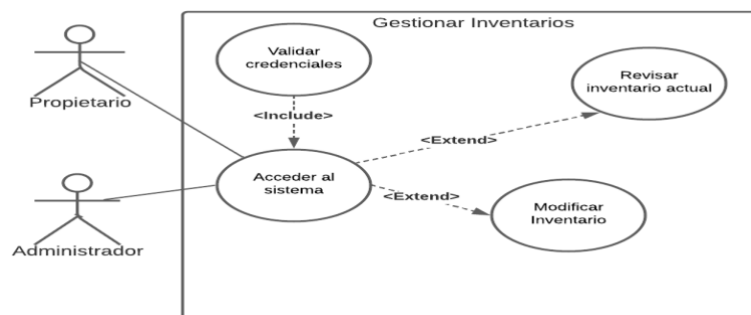 Gestionar Inventarios
Validar
credenciales
Propietario
<Include>
Revisar
inventario actual
<Extend>
Acceder al
sistema
<Extend>
Modificar
Inventario
Administrador